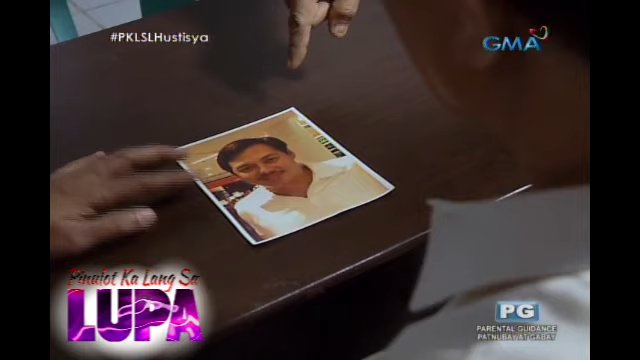 #PKLSLHustisya
GMA
Pinulot Ka Lang Sa
LUPA
PG
PARENTAL GUIDANCE
PATNUBAY AT GABAY